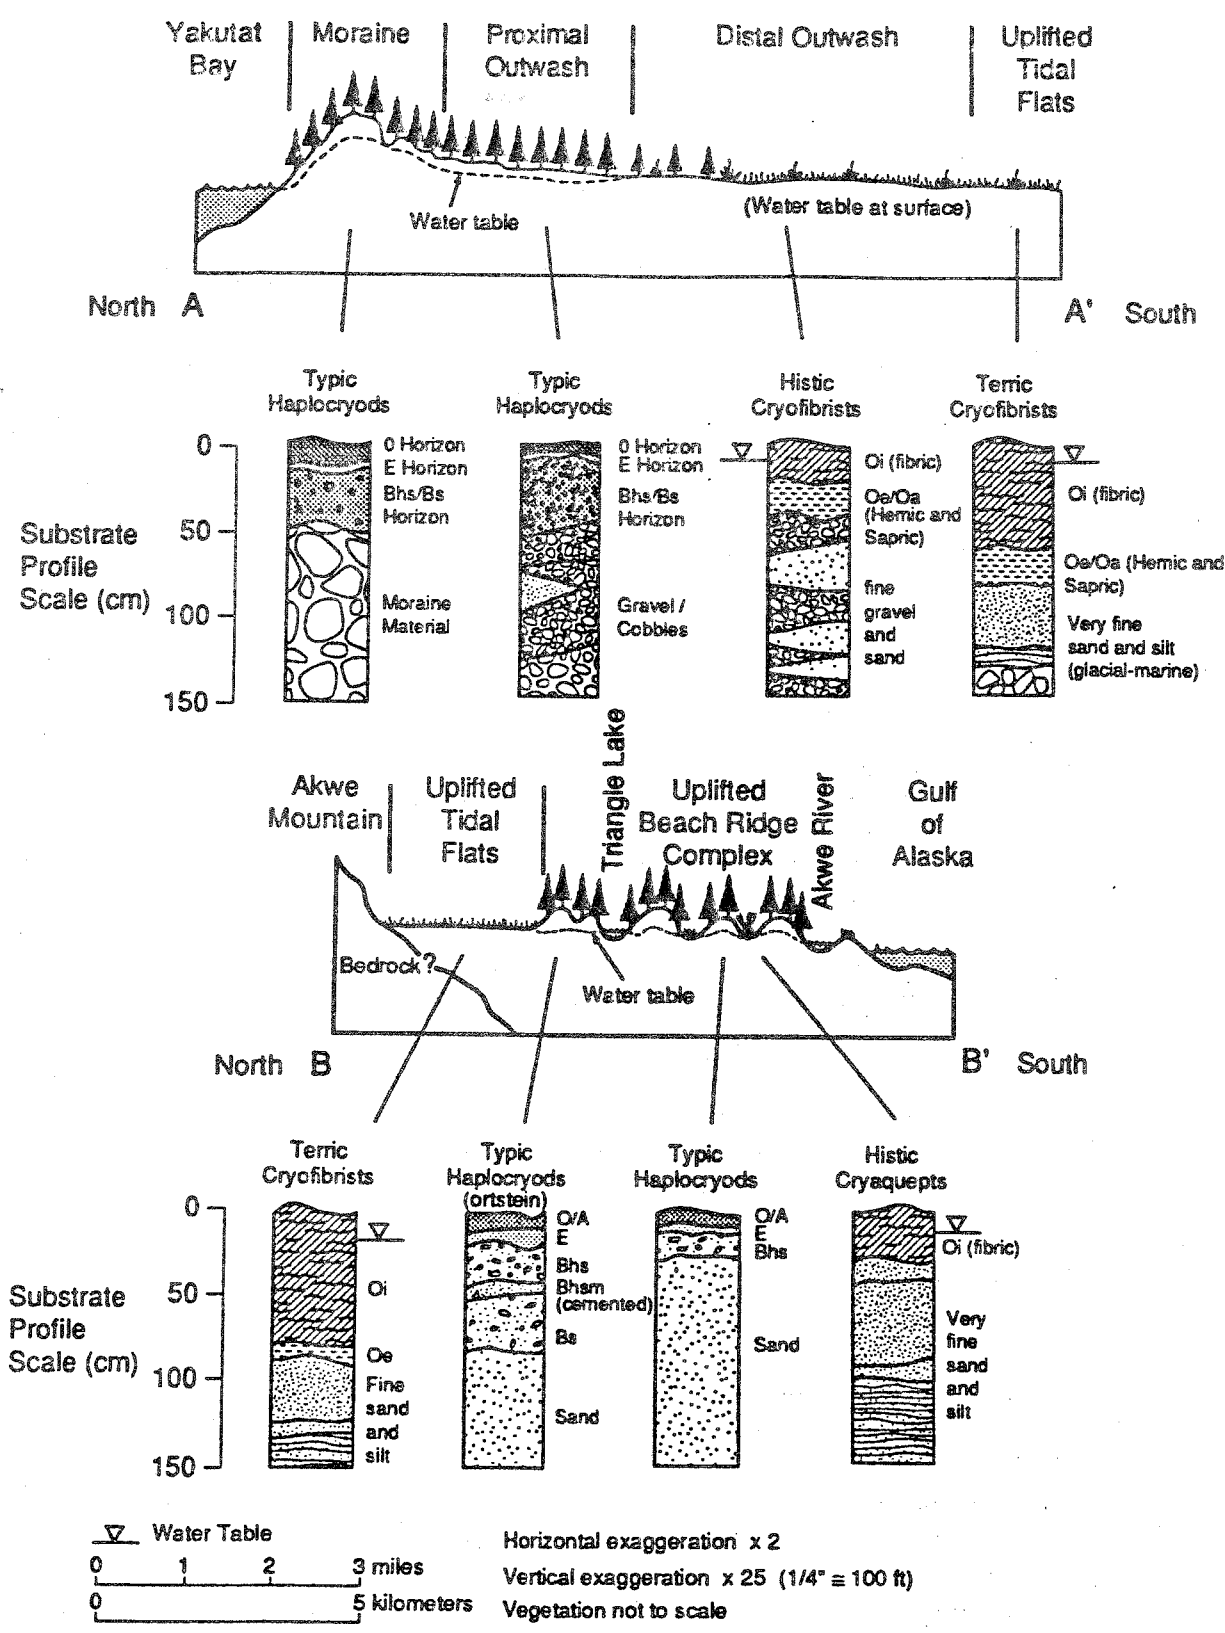 Yakutat
Bay
Moraine
Proximal
Outwash
Distal Outwash
Uplifted
Tidal
Flats
Water table
(Water table at surface)
North A
A' South
Typic
Haplocryods
Typic
Haplocryods
Histic
Cryofibrists
Terric
Cryofibrists
Substrate
Profile
Scale (cm)
0
50
100
150
O Horizon
E Horizon
Bhs/Bs
Horizon
Moraine
Material
O Horizon
E Horizon
Bhs/Bs
Horizon
Gravel /
Cobbles
Oi (fibric)
Oe/Oa
(Hemic and
Sapric)
fine
gravel
and
sand
Oi (fibric)
Oe/Oa (Hemic and
Sapric)
Very fine
sand and silt
(glacial-marine)
Akwe
Mountain
Uplifted
Tidal
Flats
Triangle Lake
Uplifted
Beach Ridge
Complex
Akwe River
Gulf
of
Alaska
Bedrock?
Water table
North B
B' South
Terric
Cryofibrists
Typic
Haplocryods
(ortstein)
Typic
Haplocryods
Histic
Cryaquepts
Substrate
Profile
Scale (cm)
0
50
100
150
Oi
Oe
Fine
sand
and
silt
O/A
E
Bhs
Bhsm
(cemented)
Bs
Sand
O/A
E
Bhs
Sand
Oi (fibric)
Very
fine
sand
and
silt
Water Table
0 1 2 3 miles
0 5 kilometers
Horizontal exaggeration x 2
Vertical exaggeration x 25 (1/4" ≅ 100 ft)
Vegetation not to scale